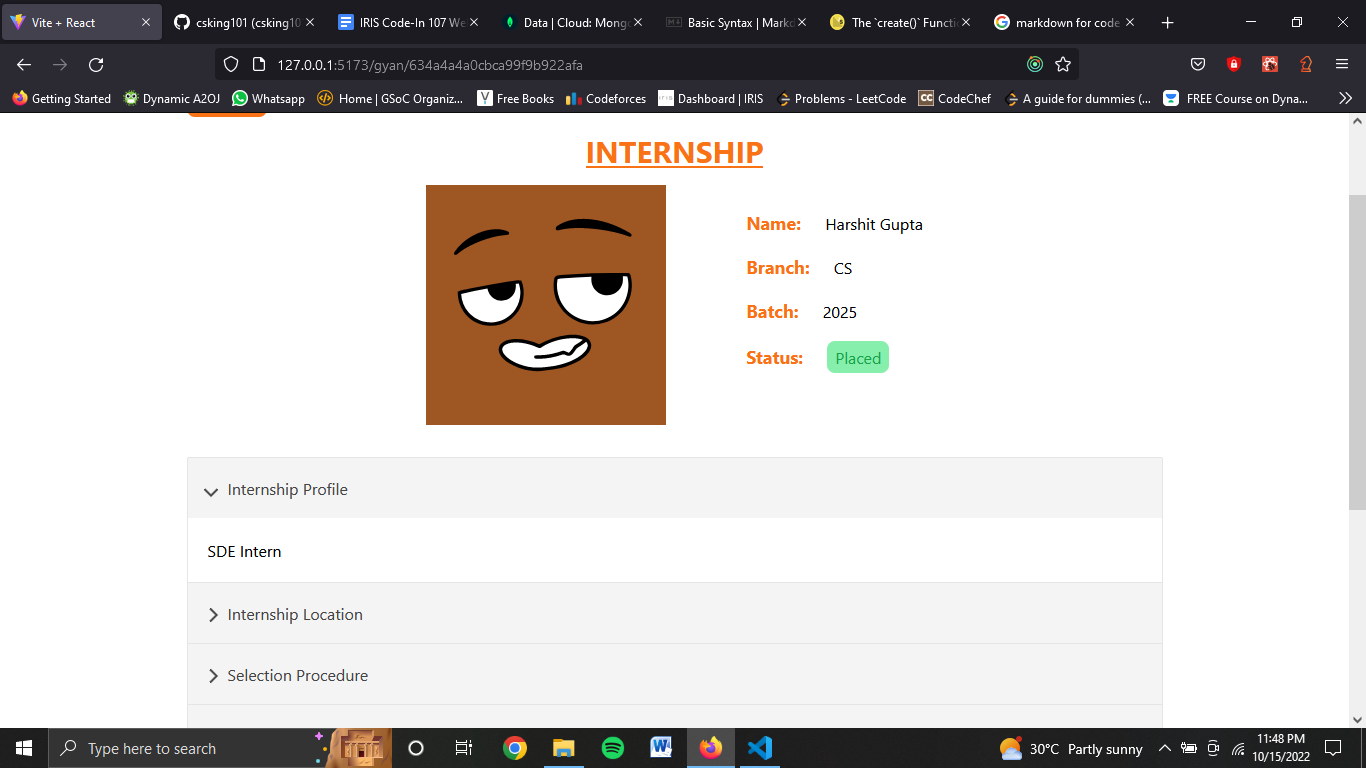 Vite + React
csking101 (csking10
IRIS Code-In 107 We
Data | Cloud: Mong
Basic Syntax | Markd
The `create()` Functi
markdown for code
127.0.0.1:5173/gyan/634a4a4a0cbca99f9b922afa
Getting Started
Dynamic A2OJ
Whatsapp
Home | GSoC Organiz...
Free Books
Codeforces
Dashboard | IRIS
Problems - LeetCode
CodeChef
A guide for dummies (...
FREE Course on Dyna...
INTERNSHIP
Name: Harshit Gupta
Branch: CS
Batch: 2025
Status: Placed
Internship Profile
SDE Intern
Internship Location
Selection Procedure
Type here to search
30°C Partly sunny
11:48 PM
10/15/2022